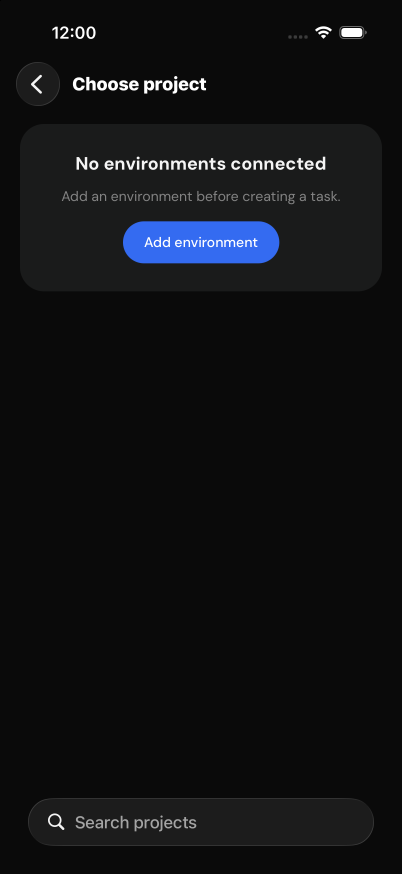 12:00
Choose project
No environments connected
Add an environment before creating a task.
Add environment
Search projects